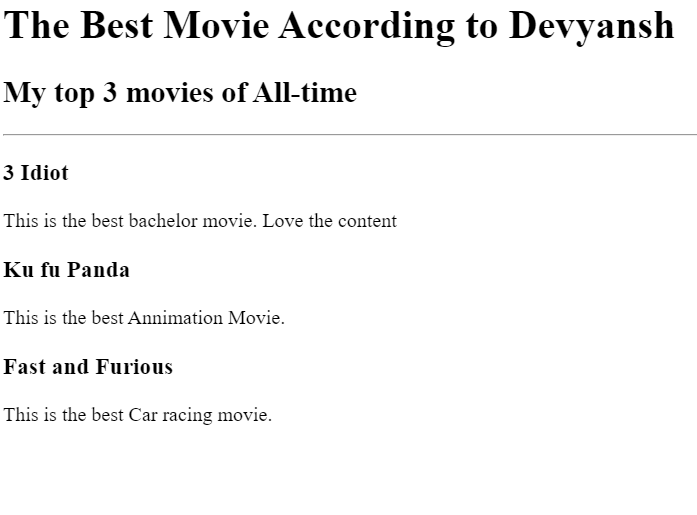 The Best Movie According to Devyansh
My top 3 movies of All-time
3 Idiot
This is the best bachelor movie. Love the content
Ku fu Panda
This is the best Annimation Movie.
Fast and Furious
This is the best Car racing movie.